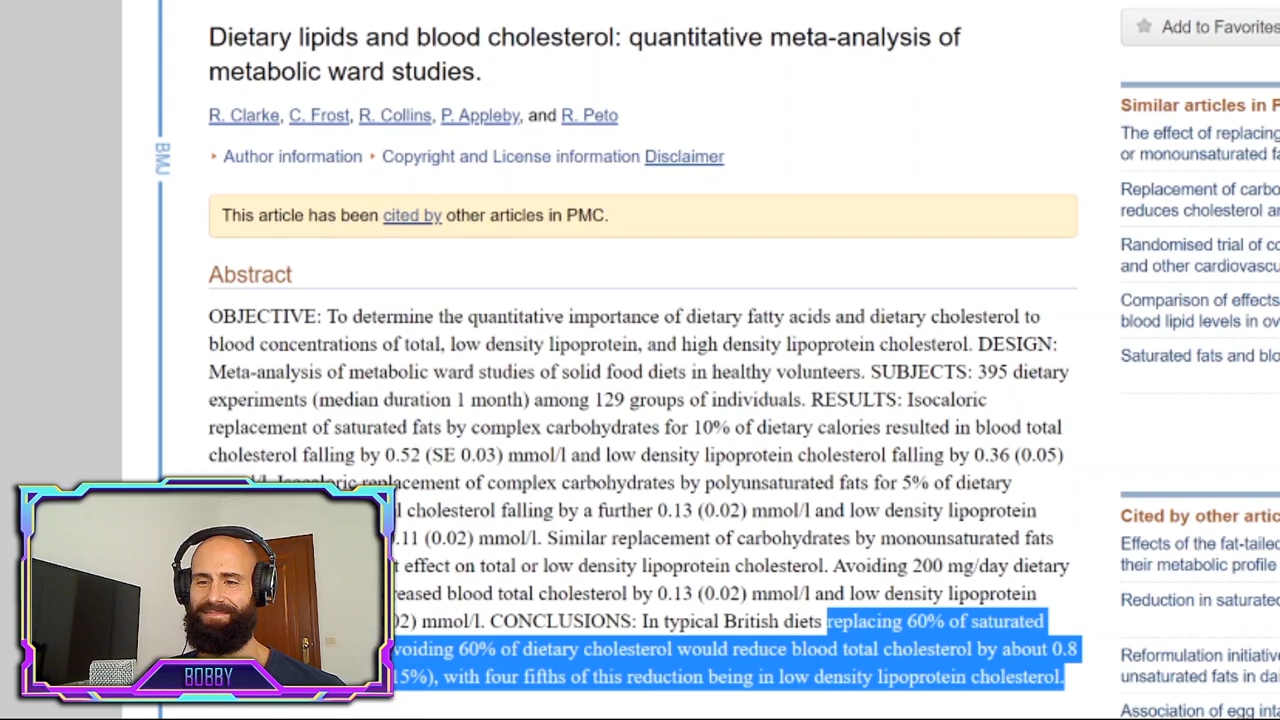 Dietary lipids and blood cholesterol: quantitative meta-analysis of
metabolic ward studies.
R. Clarke, C. Frost, R. Collins, P. Appleby, and R. Peto
Author information Copyright and License information Disclaimer
BMJ
This article has been cited by other articles in PMC.
Abstract
OBJECTIVE: To determine the quantitative importance of dietary fatty acids and dietary cholesterol to
blood concentrations of total, low density lipoprotein, and high density lipoprotein cholesterol. DESIGN:
Meta-analysis of metabolic ward studies of solid food diets in healthy volunteers. SUBJECTS: 395 dietary
experiments (median duration 1 month) among 129 groups of individuals. RESULTS: Isocaloric
replacement of saturated fats by complex carbohydrates for 10% of dietary calories resulted in blood total
cholesterol falling by 0.52 (SE 0.03) mmol/l and low density lipoprotein cholesterol falling by 0.36 (0.05)
Isocaloric replacement of complex carbohydrates by polyunsaturated fats for 5% of dietary
cholesterol falling by a further 0.13 (0.02) mmol/l and low density lipoprotein
0.11 (0.02) mmol/l. Similar replacement of carbohydrates by monounsaturated fats
effect on total or low density lipoprotein cholesterol. Avoiding 200 mg/day dietary
reased blood total cholesterol by 0.13 (0.02) mmol/l and low density lipoprotein
02) mmol/l. CONCLUSIONS: In typical British diets replacing 60% of saturated
voiding 60% of dietary cholesterol would reduce blood total cholesterol by about 0.8
15%), with four fifths of this reduction being in low density lipoprotein cholesterol.
BOBBY
Add to Favorites
Similar articles in P
The effect of replacing
or monounsaturated fa
Replacement of carbo
reduces cholesterol an
Randomised trial of co
and other cardiovascu
Comparison of effects
blood lipid levels in ov
Saturated fats and blo
Cited by other artic
Effects of the fat-tailed
their metabolic profile
Reduction in saturated
Reformulation initiative
unsaturated fats in dai
Association of egg inta